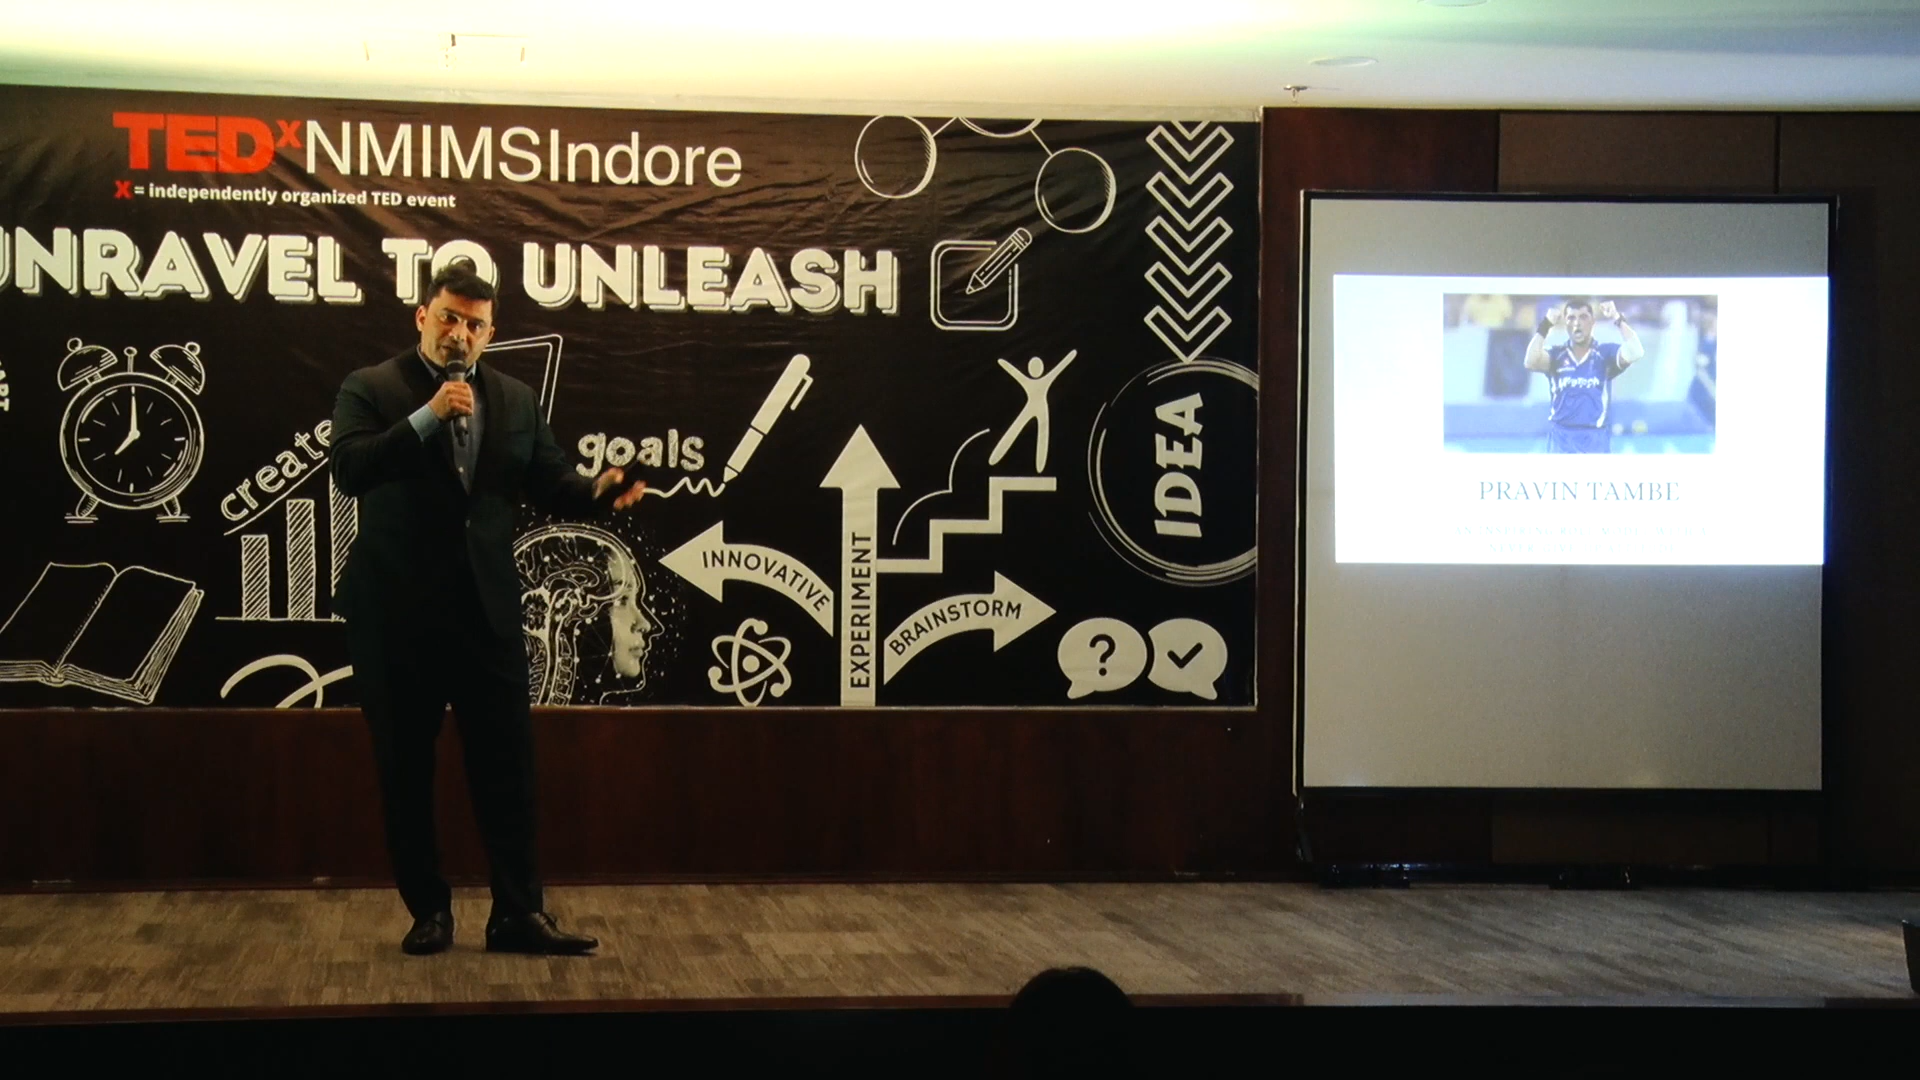 TEDxNMIMSIndore
X = independently organized TED event
UNRAVEL TO UNLEASH
create
goals
INNOVATIVE
EXPERIMENT
BRAINSTORM
?
IDEA
PRAVIN TAMBE